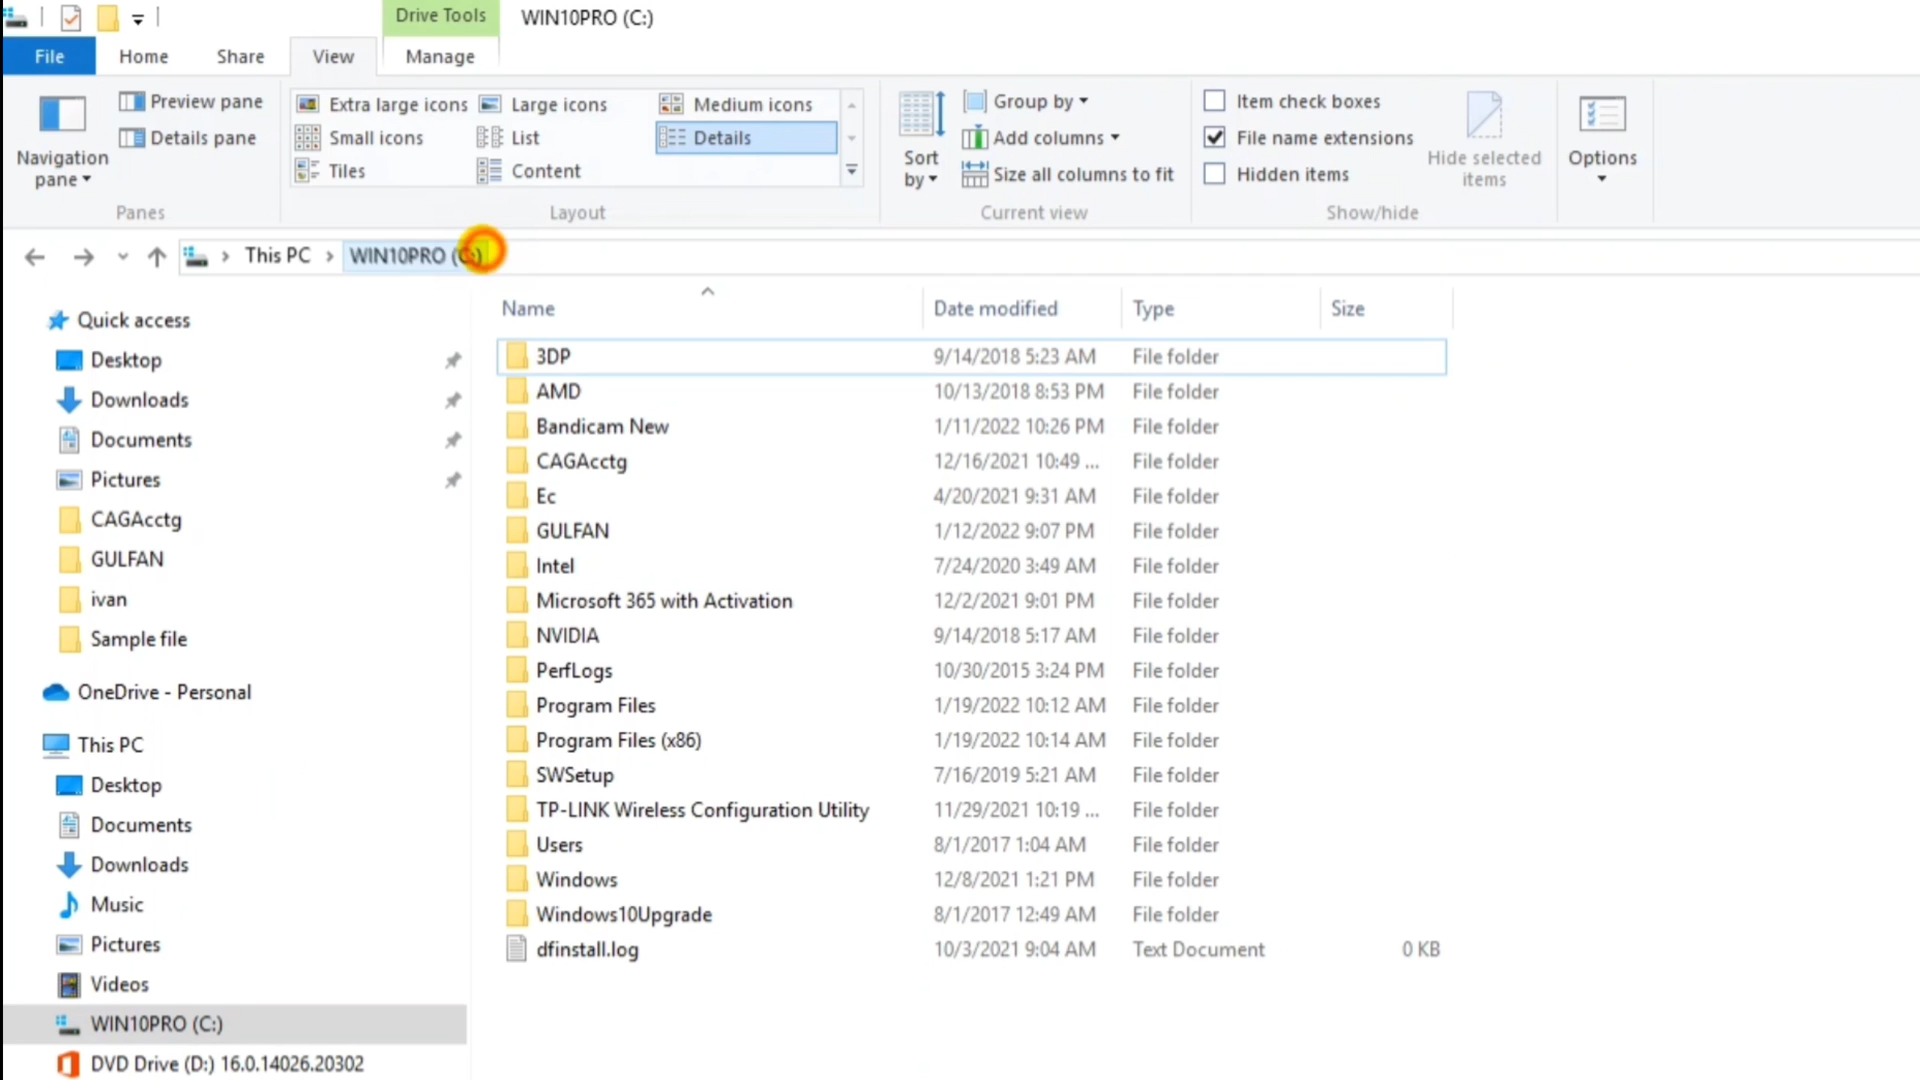 Drive Tools WIN10PRO (C:)
File Home Share View Manage
Navigation pane
Preview pane
Details pane
Panes
Extra large icons Large icons Medium icons
Small icons List Details
Tiles Content
Layout
Sort by
Group by
Add columns
Size all columns to fit
Current view
Item check boxes
File name extensions
Hidden items
Hide selected items
Show/hide
Options
This PC WIN10PRO (C:)
Quick access
Desktop
Downloads
Documents
Pictures
CAGAcctg
GULFAN
ivan
Sample file
OneDrive - Personal
This PC
Desktop
Documents
Downloads
Music
Pictures
Videos
WIN10PRO (C:)
DVD Drive (D:) 16.0.14026.20302
Name Date modified Type Size
3DP 9/14/2018 5:23 AM File folder
AMD 10/13/2018 8:53 PM File folder
Bandicam New 1/11/2022 10:26 PM File folder
CAGAcctg 12/16/2021 10:49 ... File folder
Ec 4/20/2021 9:31 AM File folder
GULFAN 1/12/2022 9:07 PM File folder
Intel 7/24/2020 3:49 AM File folder
Microsoft 365 with Activation 12/2/2021 9:01 PM File folder
NVIDIA 9/14/2018 5:17 AM File folder
PerfLogs 10/30/2015 3:24 PM File folder
Program Files 1/19/2022 10:12 AM File folder
Program Files (x86) 1/19/2022 10:14 AM File folder
SWSetup 7/16/2019 5:21 AM File folder
TP-LINK Wireless Configuration Utility 11/29/2021 10:19 ... File folder
Users 8/1/2017 1:04 AM File folder
Windows 12/8/2021 1:21 PM File folder
Windows10Upgrade 8/1/2017 12:49 AM File folder
dfinstall.log 10/3/2021 9:04 AM Text Document 0 KB